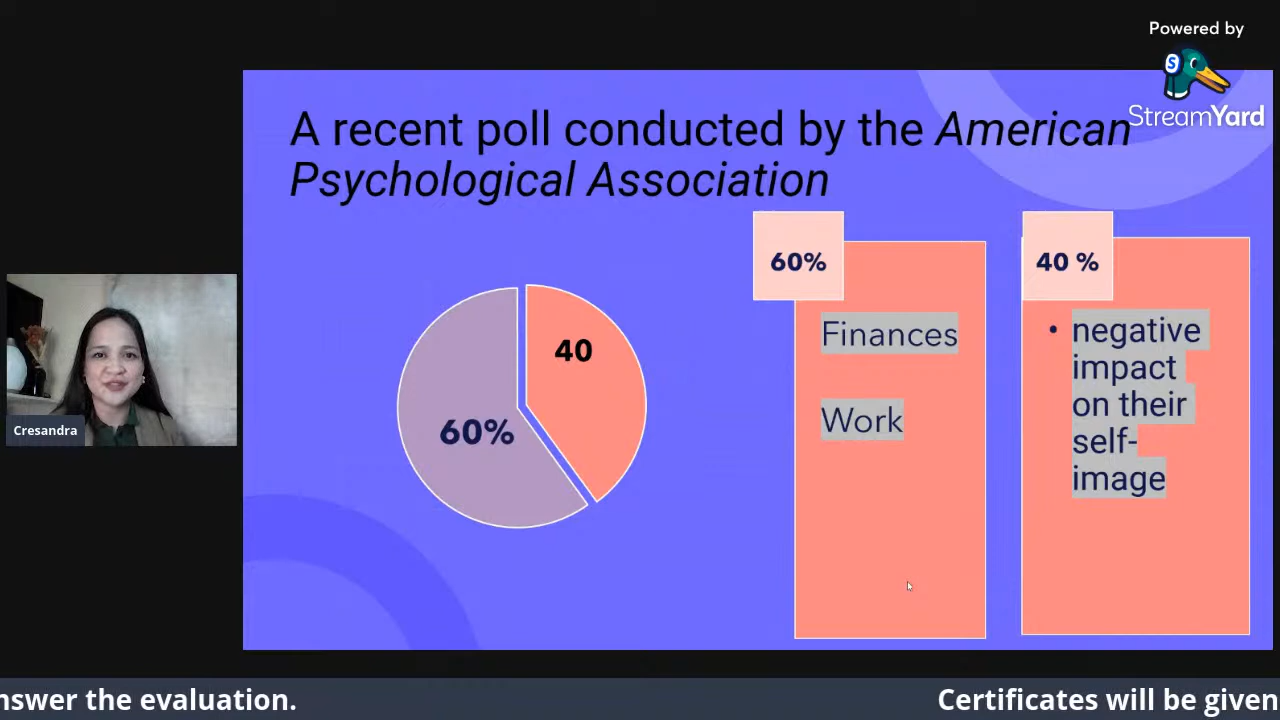 Powered by
StreamYard
A recent poll conducted by the American
Psychological Association
60%
40 %
Finances
Work
• negative
impact
on their
self-
image
40
60%
Cresandra
nswer the evaluation.
Certificates will be given